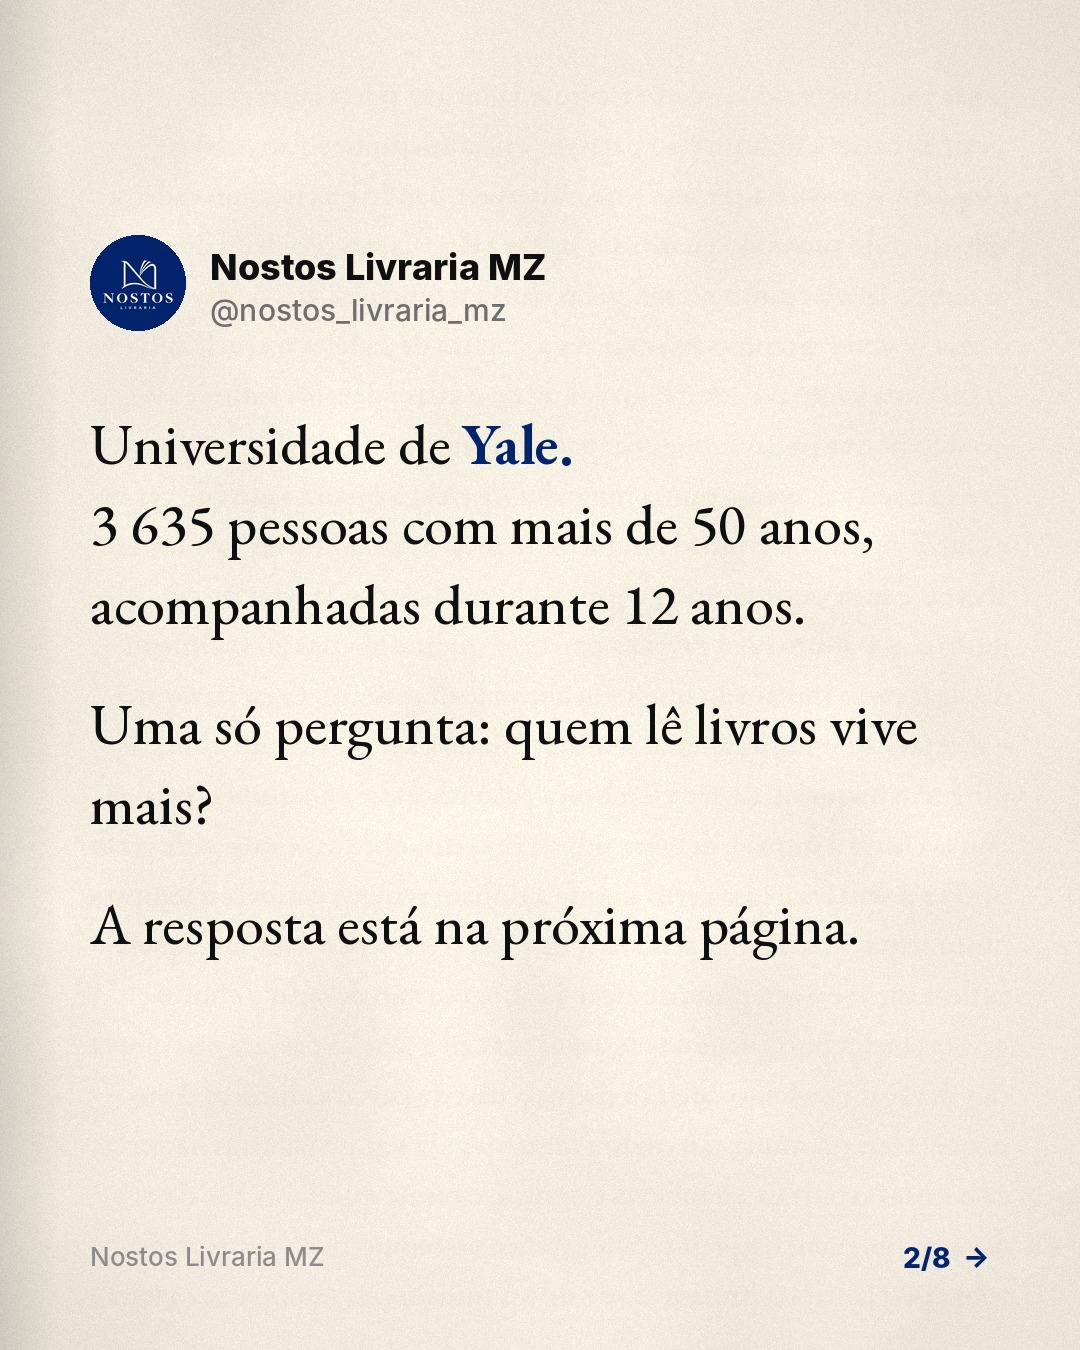 NOSTOS
LIVRARIA
Nostos Livraria MZ
@nostos_livraria_mz
Universidade de Yale.
3 635 pessoas com mais de 50 anos,
acompanhadas durante 12 anos.
Uma só pergunta: quem lê livros vive
mais?
A resposta está na próxima página.
Nostos Livraria MZ
2/8 →